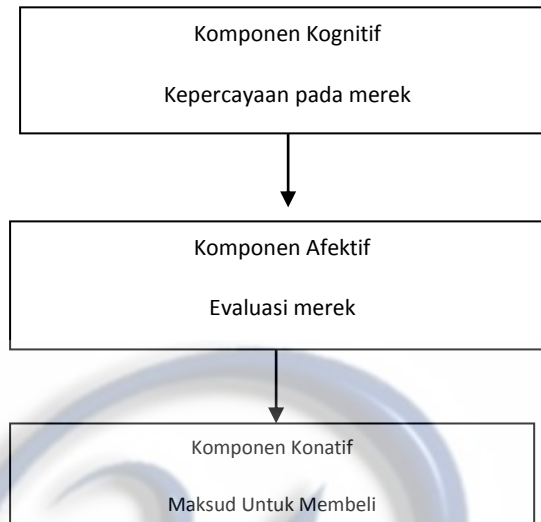 Komponen Kognitif
Kepercayaan pada merek
Komponen Afektif
Evaluasi merek
Komponen Konatif
Maksud Untuk Membeli